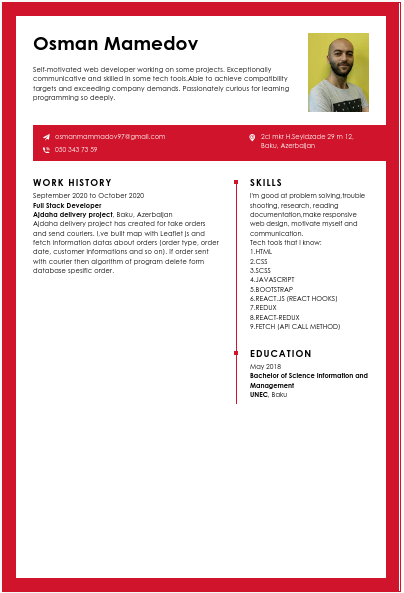 Osman Mamedov
Self-motivated web developer working on some projects. Exceptionally
communicative and skilled in some tech tools.Able to achieve compatibility
targets and exceeding company demands. Passionately curious for learning
programming so deeply.
osmanmammadov97@gmail.com
050 343 73 59
2ci mkr H.Seyidzade 29 m 12,
Baku, Azerbaijan
WORK HISTORY
September 2020 to October 2020
Full Stack Developer
Ajdaha delivery project, Baku, Azerbaijan
Ajdaha delivery project has created for take orders
and send couriers. I,ve built map with Leaflet js and
fetch information datas about orders (order type, order
date, customer informations and so on). If order sent
with courier then algorithm of program delete form
database spesific order.
SKILLS
I'm good at problem solving,trouble
shooting, research, reading
documentation,make responsive
web design, motivate myself and
communication.
Tech tools that I know:
1.HTML
2.CSS
3.SCSS
4.JAVASCRIPT
5.BOOTSTRAP
6.REACT.JS (REACT HOOKS)
7.REDUX
8.REACT-REDUX
9.FETCH (API CALL METHOD)
EDUCATION
May 2018
Bachelor of Science Information and
Management
UNEC, Baku